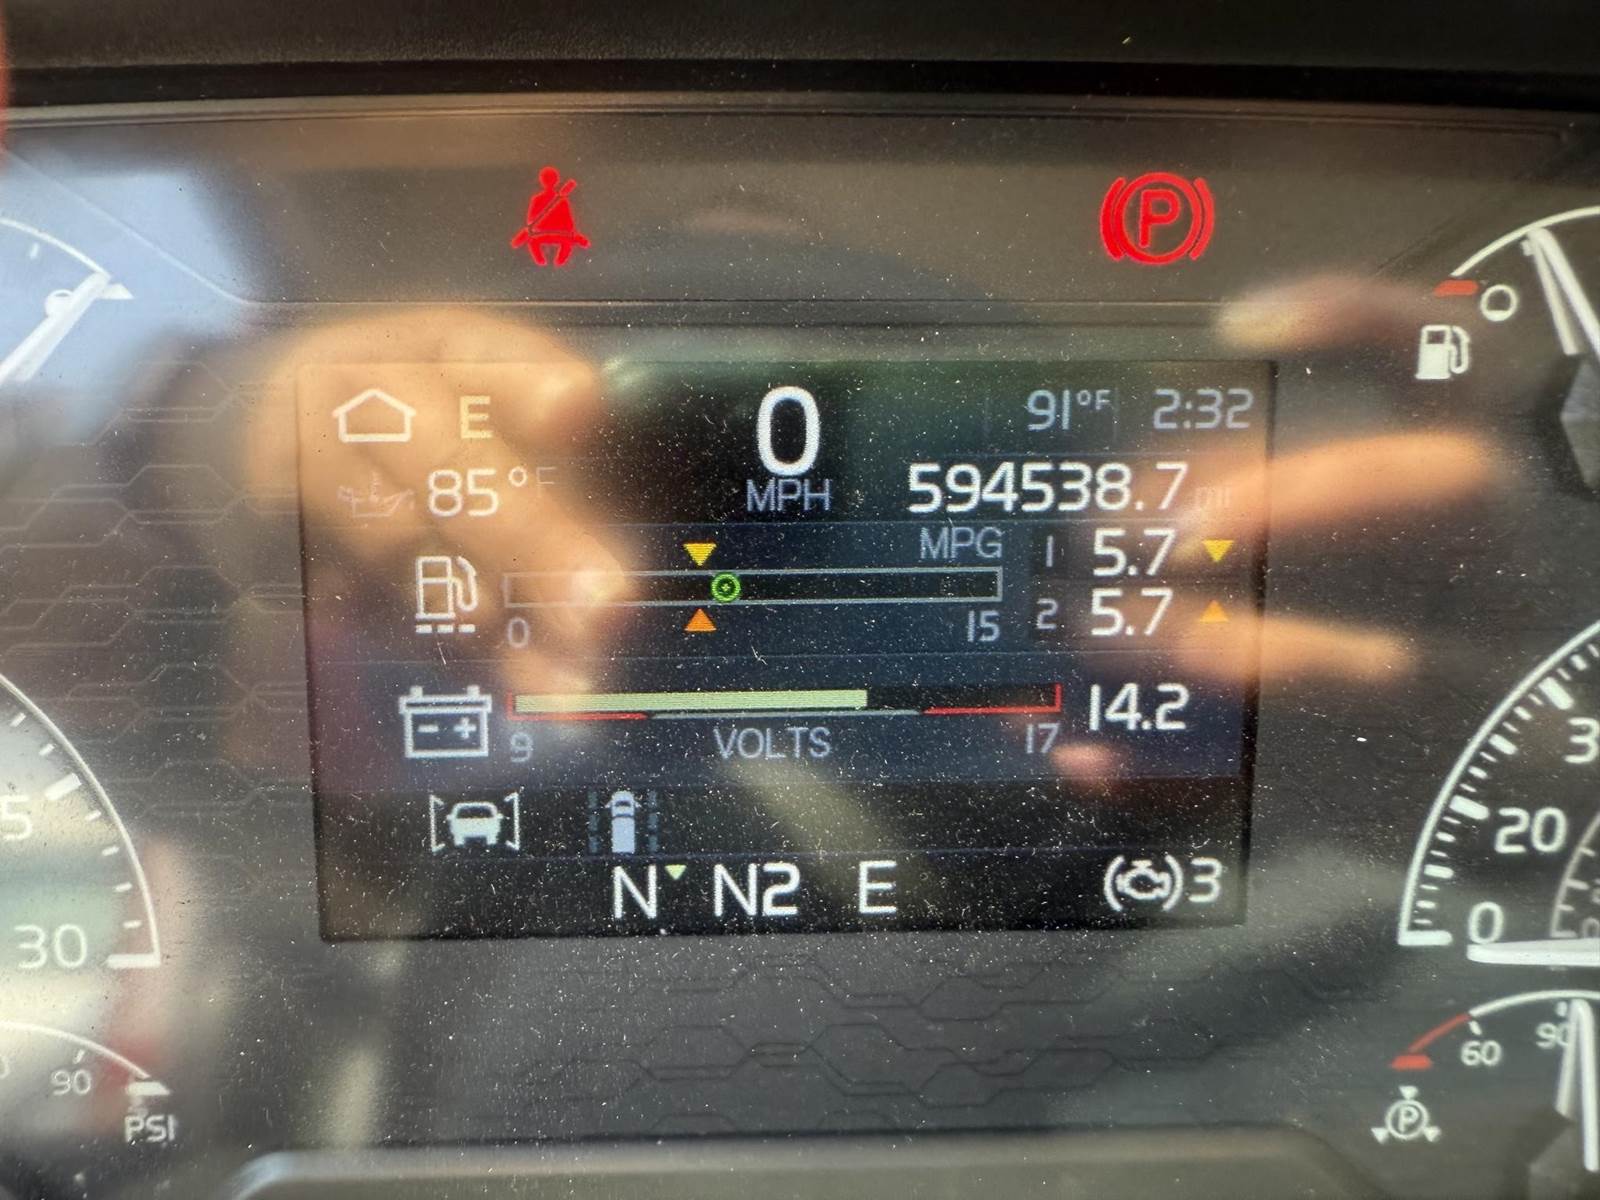 E 0 91°F 2:32
85°F MPH 594538.7 mi
MPG 1 5.7
0 15 2 5.7
14.2
9 VOLTS 17
N N2 E 3
P
5
30
90
PSI
0
3
20
0
60 90
P